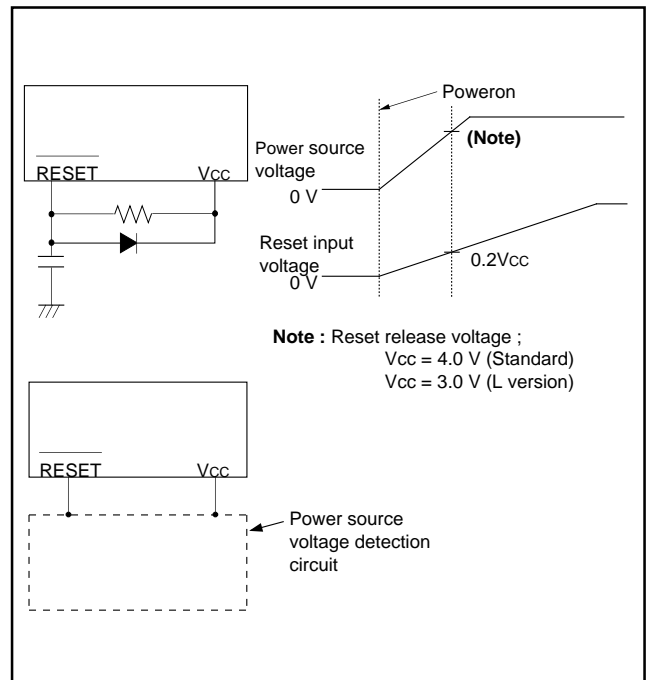 RESET
Vcc
Poweron
(Note)
Power source
voltage
0 V
Reset input
voltage
0 V
0.2Vcc
Note : Reset release voltage ;
Vcc = 4.0 V (Standard)
Vcc = 3.0 V (L version)
RESET
Vcc
Power source
voltage detection
circuit